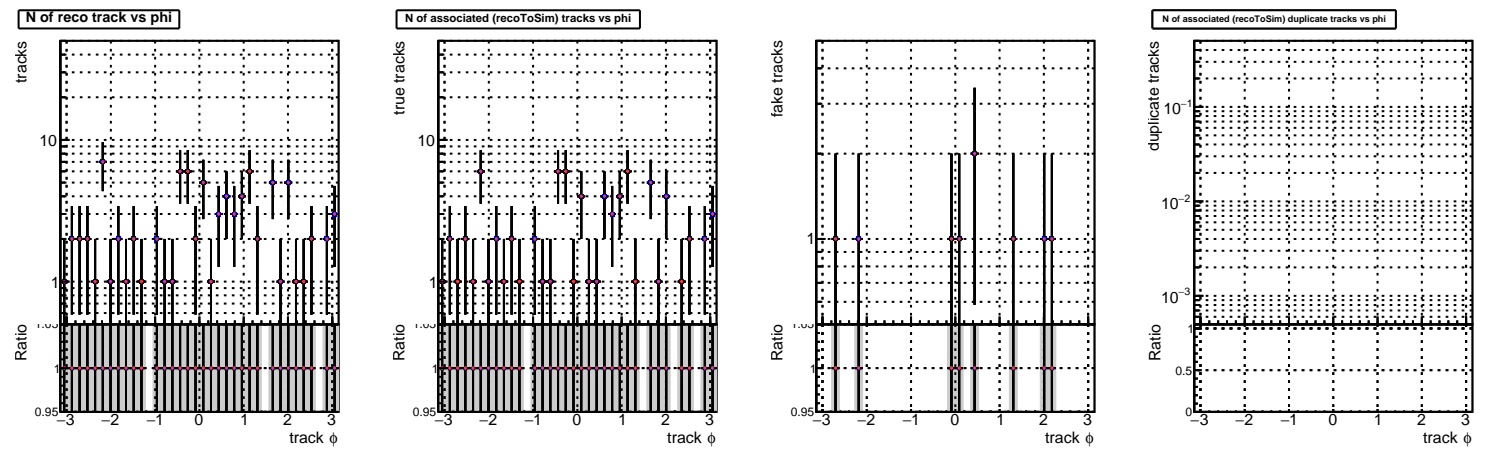 N of reco track vs phi
tracks
10
1
Ratio
1.05
1
0.95
−3 −2 −1 0 1 2 3
track ϕ
N of associated (recoToSim) tracks vs phi
true tracks
10
1
Ratio
1.05
1
0.95
−3 −2 −1 0 1 2 3
track ϕ
fake tracks
1
Ratio
1.05
1
0.95
−3 −2 −1 0 1 2 3
track ϕ
N of associated (recoToSim) duplicate tracks vs phi
duplicate tracks
10−1
10−2
10−3
Ratio
1
0.5
0
−3 −2 −1 0 1 2 3
track ϕ